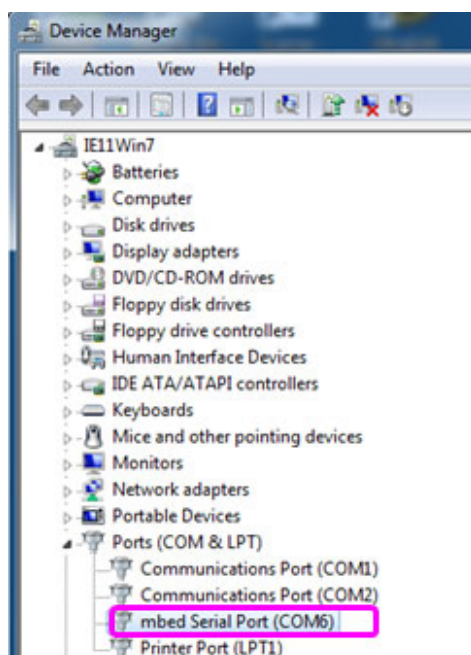 Device Manager
File Action View Help
IE11Win7
Batteries
Computer
Disk drives
Display adapters
DVD/CD-ROM drives
Floppy disk drives
Floppy drive controllers
Human Interface Devices
IDE ATA/ATAPI controllers
Keyboards
Mice and other pointing devices
Monitors
Network adapters
Portable Devices
Ports (COM & LPT)
Communications Port (COM1)
Communications Port (COM2)
mbed Serial Port (COM6)
Printer Port (LPT1)